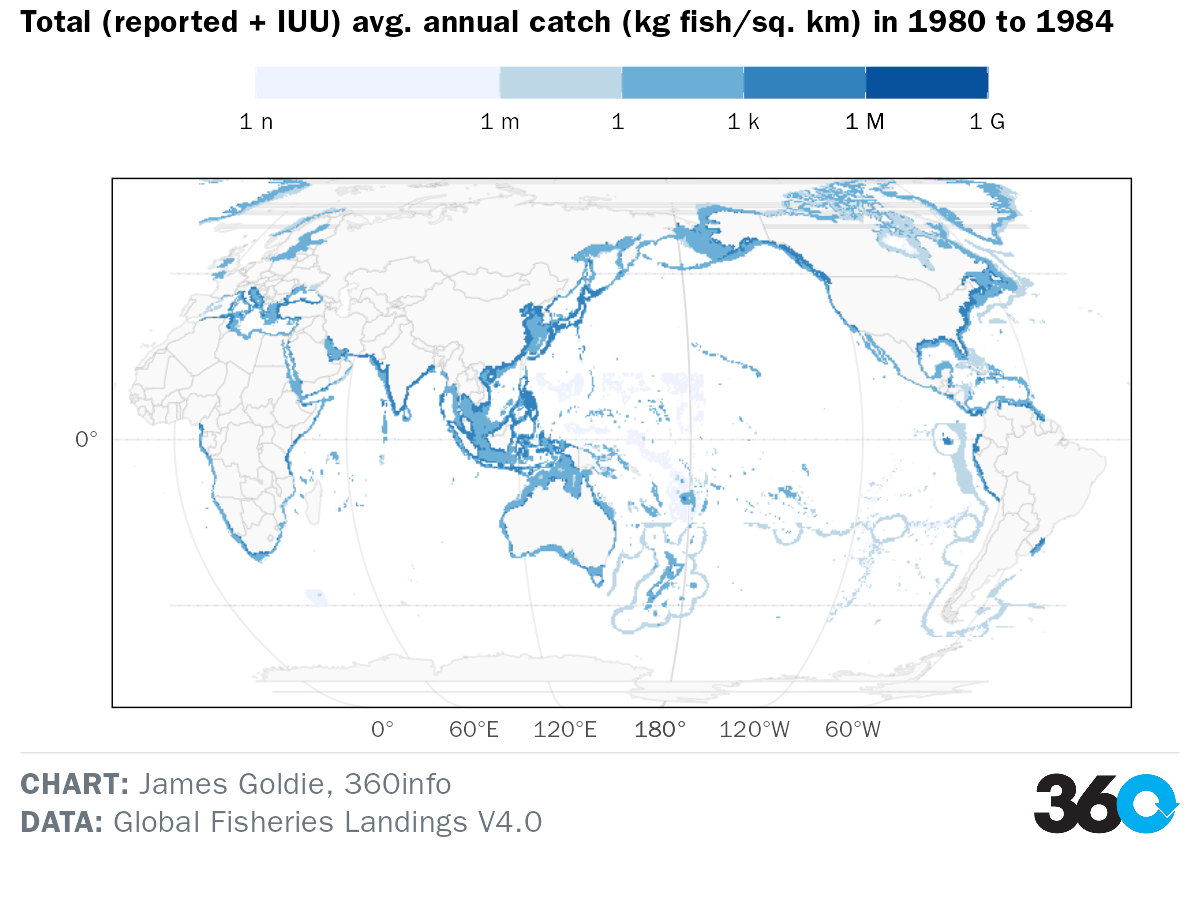 Total (reported + IUU) avg. annual catch (kg fish/sq. km) in 1980 to 1984
1 n 1 m 1 1 k 1 M 1 G
0°
0° 60°E 120°E 180° 120°W 60°W
CHART: James Goldie, 360info
DATA: Global Fisheries Landings V4.0
360